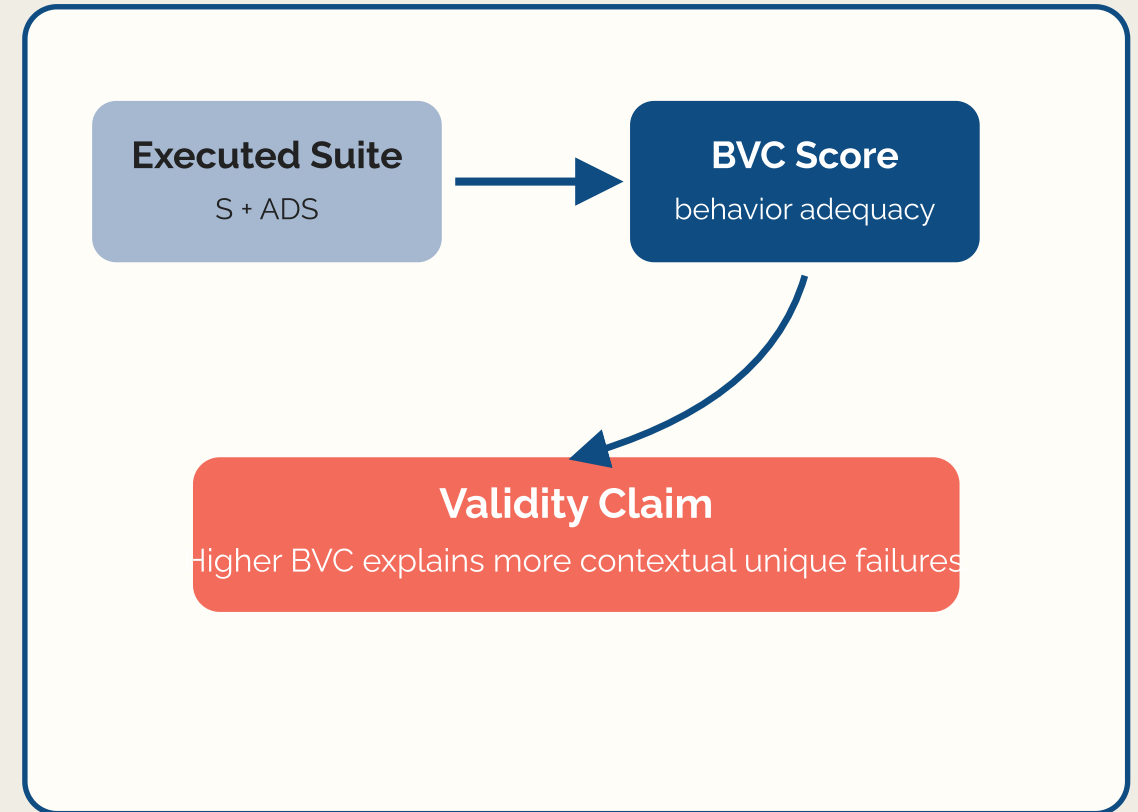 Executed Suite
S + ADS
BVC Score
behavior adequacy
Validity Claim
Higher BVC explains more contextual unique failures